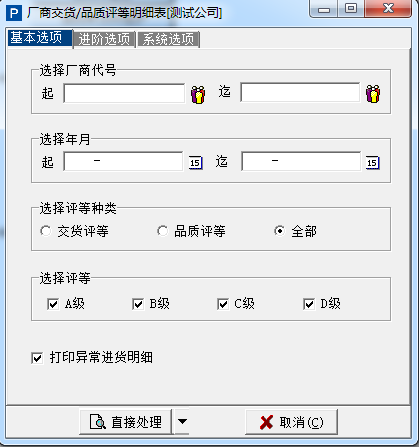 厂商交货/品质评等明细表[测试公司]
基本选项 进阶选项 系统选项
选择厂商代号
起 迄
选择年月
起 - 15 迄 - 15
选择评等种类
交货评等 品质评等 全部
选择评等
A级 B级 C级 D级
打印异常进货明细
直接处理 取消(C)